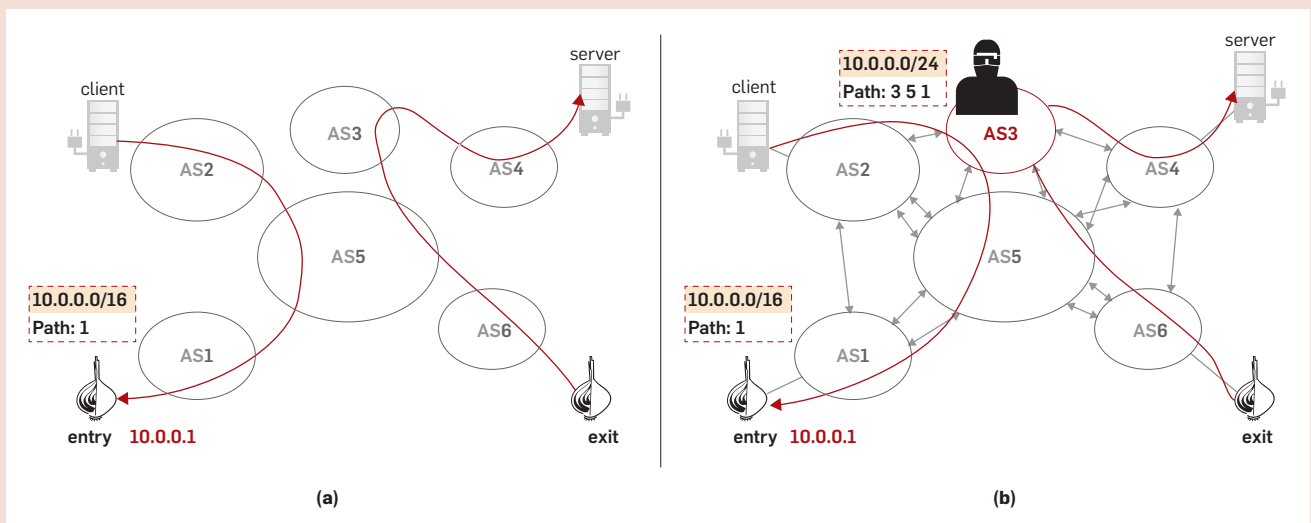 client
server
AS3
AS2
AS4
AS5
10.0.0.0/16
Path: 1
AS1
AS6
entry 10.0.0.1
exit
(a)
server
10.0.0.0/24
Path: 3 5 1
client
AS3
AS2
AS4
AS5
10.0.0.0/16
Path: 1
AS1
AS6
entry 10.0.0.1
exit
(b)